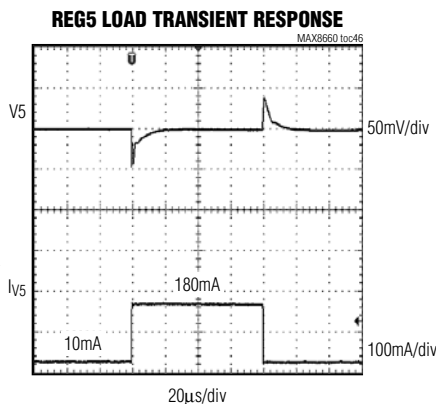 REG5 LOAD TRANSIENT RESPONSE
MAX8660 toc46
V5
50mV/div
IV5
180mA
10mA
100mA/div
20µs/div